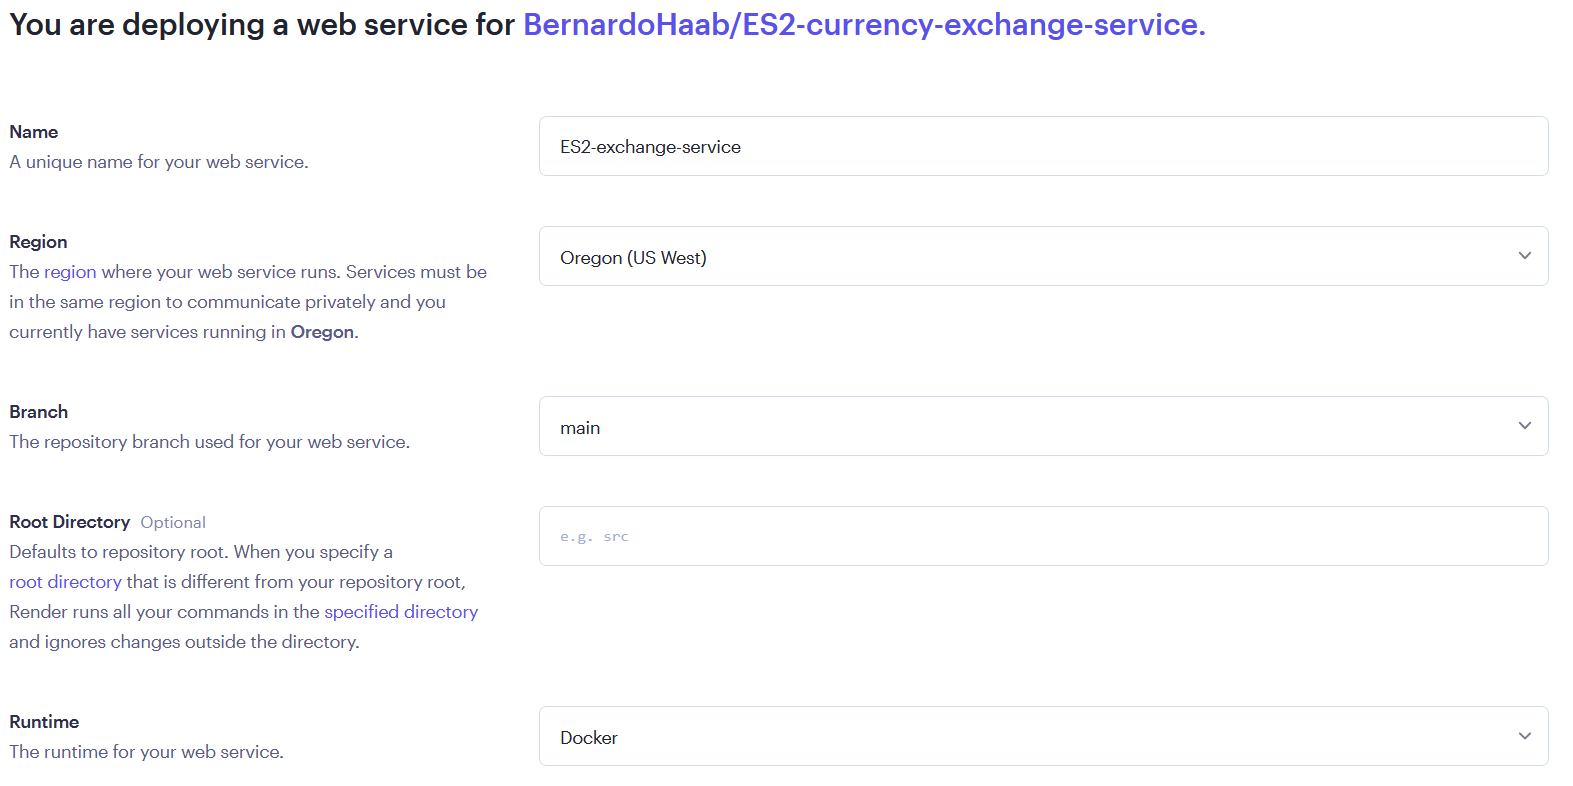 You are deploying a web service for BernardoHaab/ES2-currency-exchange-service.
Name
A unique name for your web service.
ES2-exchange-service
Region
The region where your web service runs. Services must be
in the same region to communicate privately and you
currently have services running in Oregon.
Oregon (US West)
Branch
The repository branch used for your web service.
main
Root Directory Optional
Defaults to repository root. When you specify a
root directory that is different from your repository root,
Render runs all your commands in the specified directory
and ignores changes outside the directory.
e.g. src
Runtime
The runtime for your web service.
Docker